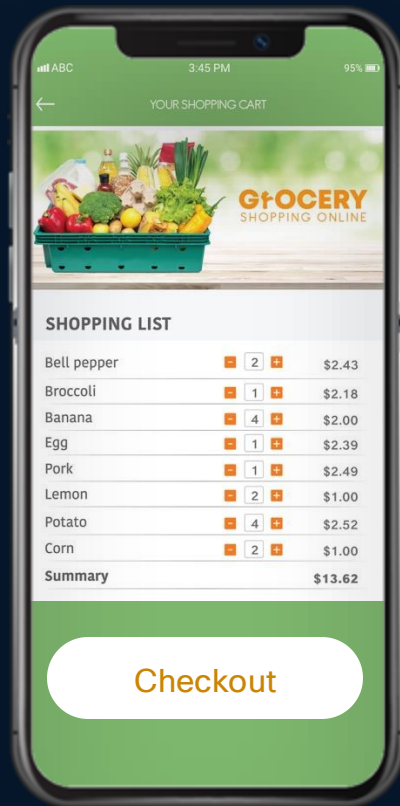 ABC 3:45 PM 95%
YOUR SHOPPING CART
GrOCERY
SHOPPING ONLINE
SHOPPING LIST
Bell pepper - 2 + $2.43
Broccoli - 1 + $2.18
Banana - 4 + $2.00
Egg - 1 + $2.39
Pork - 1 + $2.49
Lemon - 2 + $1.00
Potato - 4 + $2.52
Corn - 2 + $1.00
Summary $13.62
Checkout